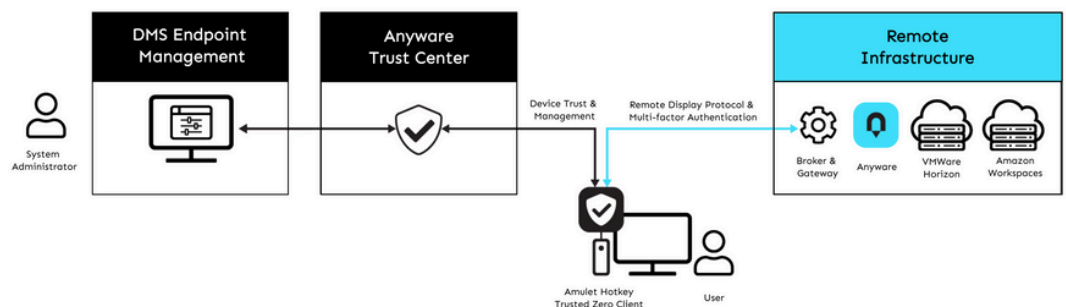 DMS Endpoint
Management
Anyware
Trust Center
Remote
Infrastructure
System
Administrator
Device Trust &
Management
Remote Display Protocol &
Multi-factor Authentication
Broker &
Gateway
Anyware
VMWare
Horizon
Amazon
Workspaces
Amulet Hotkey
Trusted Zero Client
User